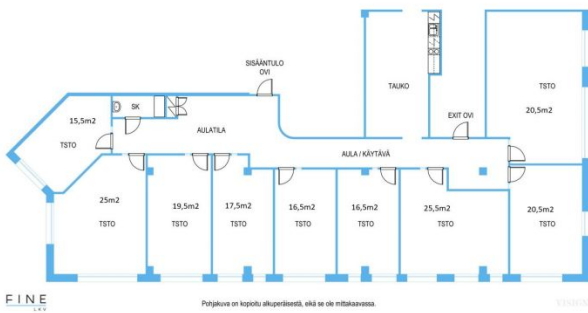 SISÄÄNTULO
OVI
SK
TAUKO
TSTO
20,5m2
15,5m2
TSTO
AULATILA
EXIT OVI
AULA / KÄYTÄVÄ
25m2
TSTO
19,5m2
TSTO
17,5m2
TSTO
16,5m2
TSTO
16,5m2
TSTO
25,5m2
TSTO
20,5m2
TSTO
FINE
LKV
Pohjakuva on kopioitu alkuperäisestä, eikä se ole mittakaavassa.